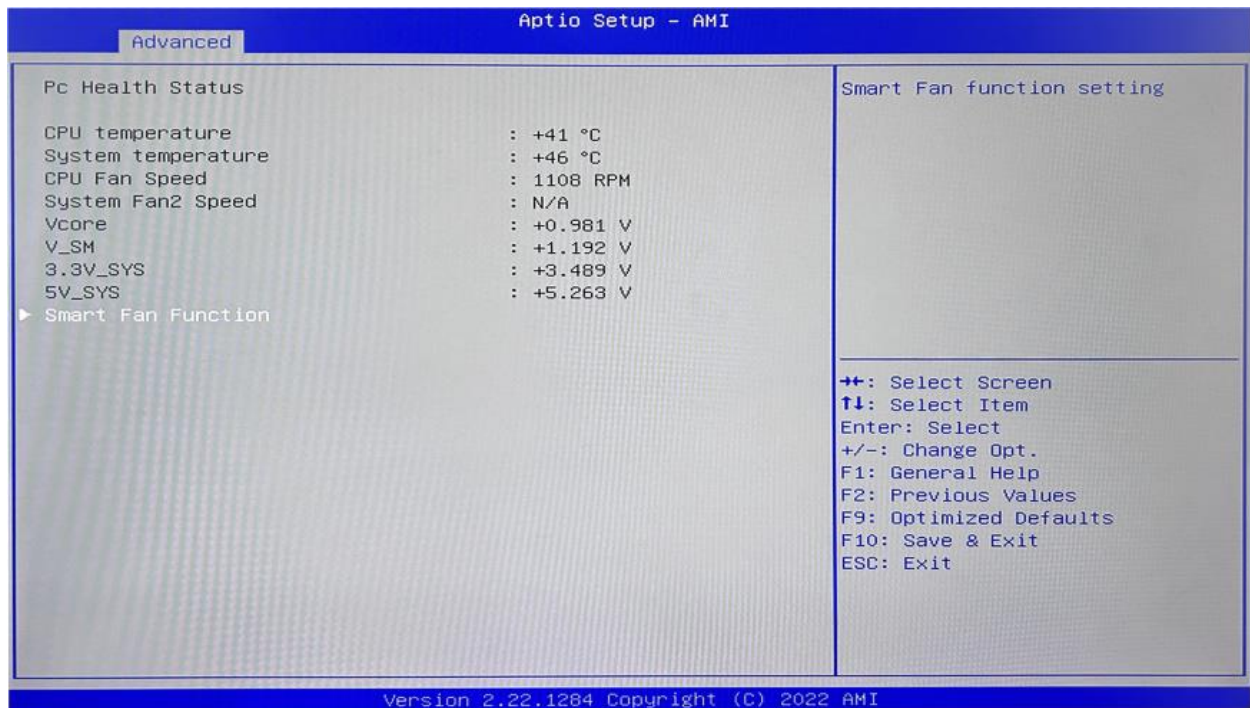 Aptio Setup - AMI
Advanced
Pc Health Status
CPU temperature : +41 °C
System temperature : +46 °C
CPU Fan Speed : 1108 RPM
System Fan2 Speed : N/A
Vcore : +0.981 V
V_SM : +1.192 V
3.3V_SYS : +3.489 V
5V_SYS : +5.263 V
▶ Smart Fan Function
Smart Fan function setting
→←: Select Screen
↑↓: Select Item
Enter: Select
+/-: Change Opt.
F1: General Help
F2: Previous Values
F9: Optimized Defaults
F10: Save & Exit
ESC: Exit
Version 2.22.1284 Copyright (C) 2022 AMI